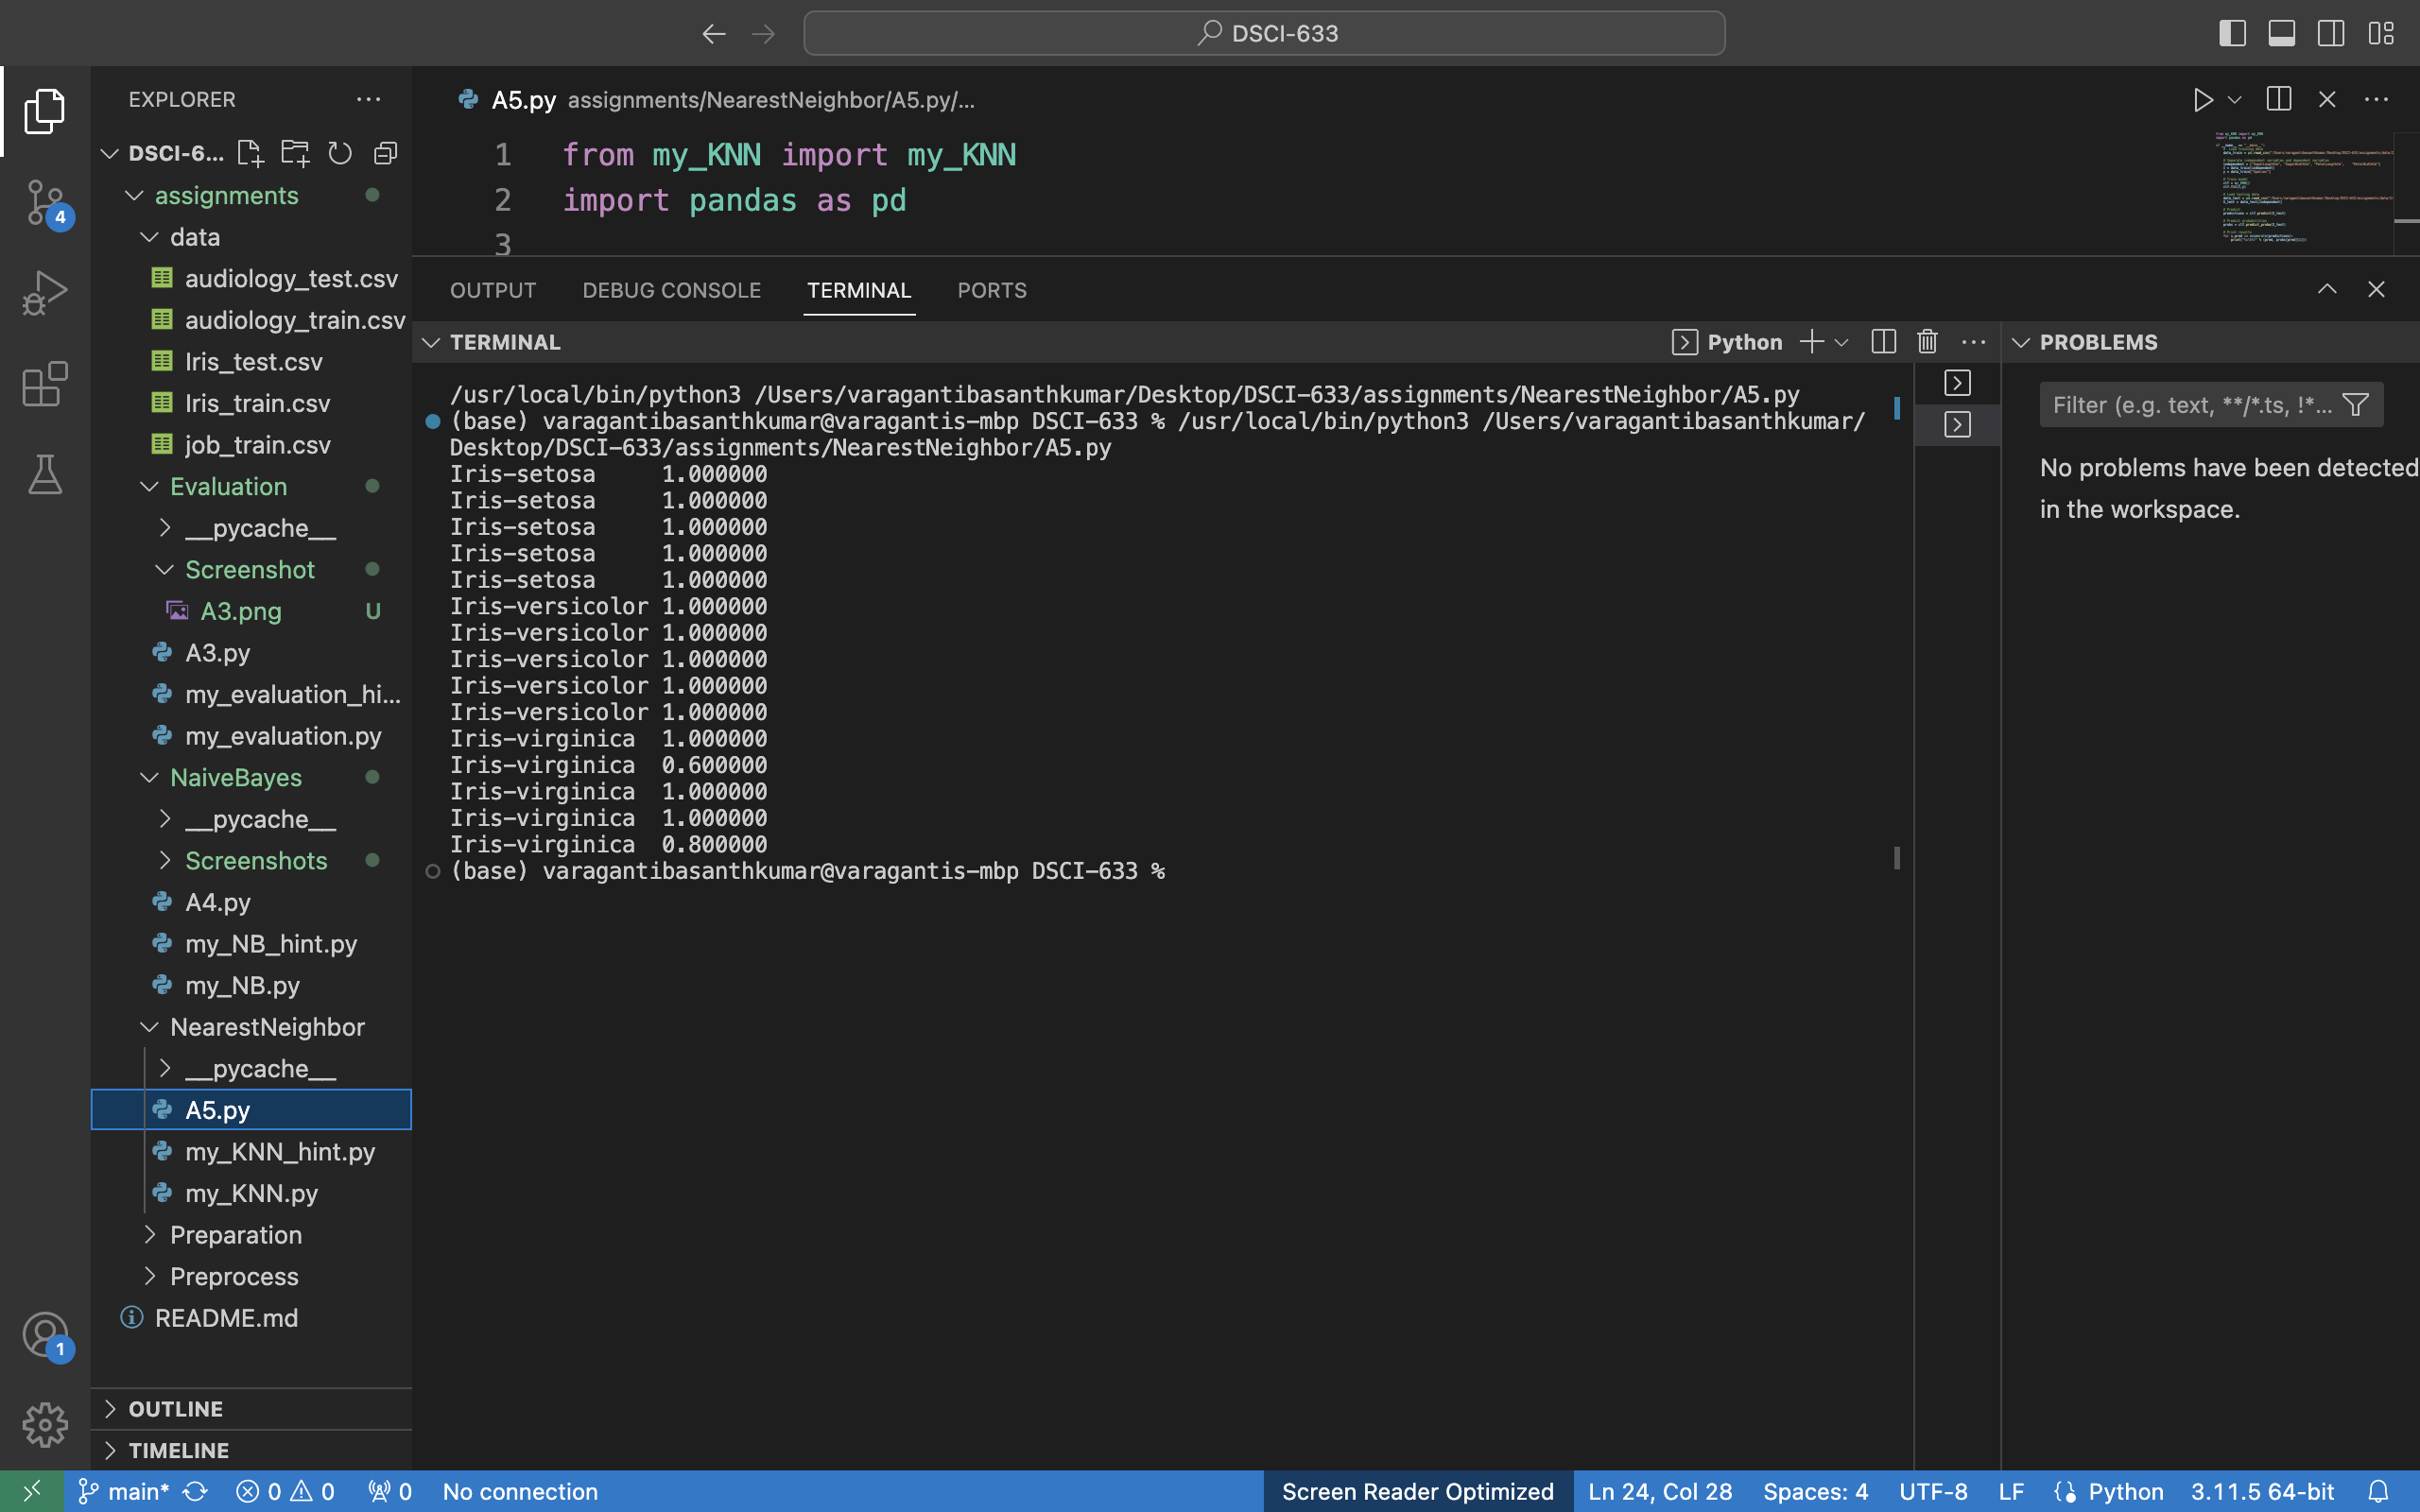 DSCI-633
EXPLORER
DSCI-6...
assignments
data
audiology_test.csv
audiology_train.csv
Iris_test.csv
Iris_train.csv
job_train.csv
Evaluation
__pycache__
Screenshot
A3.png U
A3.py
my_evaluation_hi...
my_evaluation.py
NaiveBayes
__pycache__
Screenshots
A4.py
my_NB_hint.py
my_NB.py
NearestNeighbor
__pycache__
A5.py
my_KNN_hint.py
my_KNN.py
Preparation
Preprocess
README.md
OUTLINE
TIMELINE
4
1
A5.py assignments/NearestNeighbor/A5.py/...
1 from my_KNN import my_KNN
2 import pandas as pd
3
OUTPUT DEBUG CONSOLE TERMINAL PORTS
TERMINAL Python
/usr/local/bin/python3 /Users/varagantibasanthkumar/Desktop/DSCI-633/assignments/NearestNeighbor/A5.py
(base) varagantibasanthkumar@varagantis-mbp DSCI-633 % /usr/local/bin/python3 /Users/varagantibasanthkumar/
Desktop/DSCI-633/assignments/NearestNeighbor/A5.py
Iris-setosa 1.000000
Iris-setosa 1.000000
Iris-setosa 1.000000
Iris-setosa 1.000000
Iris-setosa 1.000000
Iris-versicolor 1.000000
Iris-versicolor 1.000000
Iris-versicolor 1.000000
Iris-versicolor 1.000000
Iris-versicolor 1.000000
Iris-virginica 1.000000
Iris-virginica 0.600000
Iris-virginica 1.000000
Iris-virginica 1.000000
Iris-virginica 0.800000
(base) varagantibasanthkumar@varagantis-mbp DSCI-633 %
PROBLEMS
Filter (e.g. text, **/*.ts, !*...
No problems have been detected
in the workspace.
main* 0 0 0 No connection Screen Reader Optimized Ln 24, Col 28 Spaces: 4 UTF-8 LF Python 3.11.5 64-bit